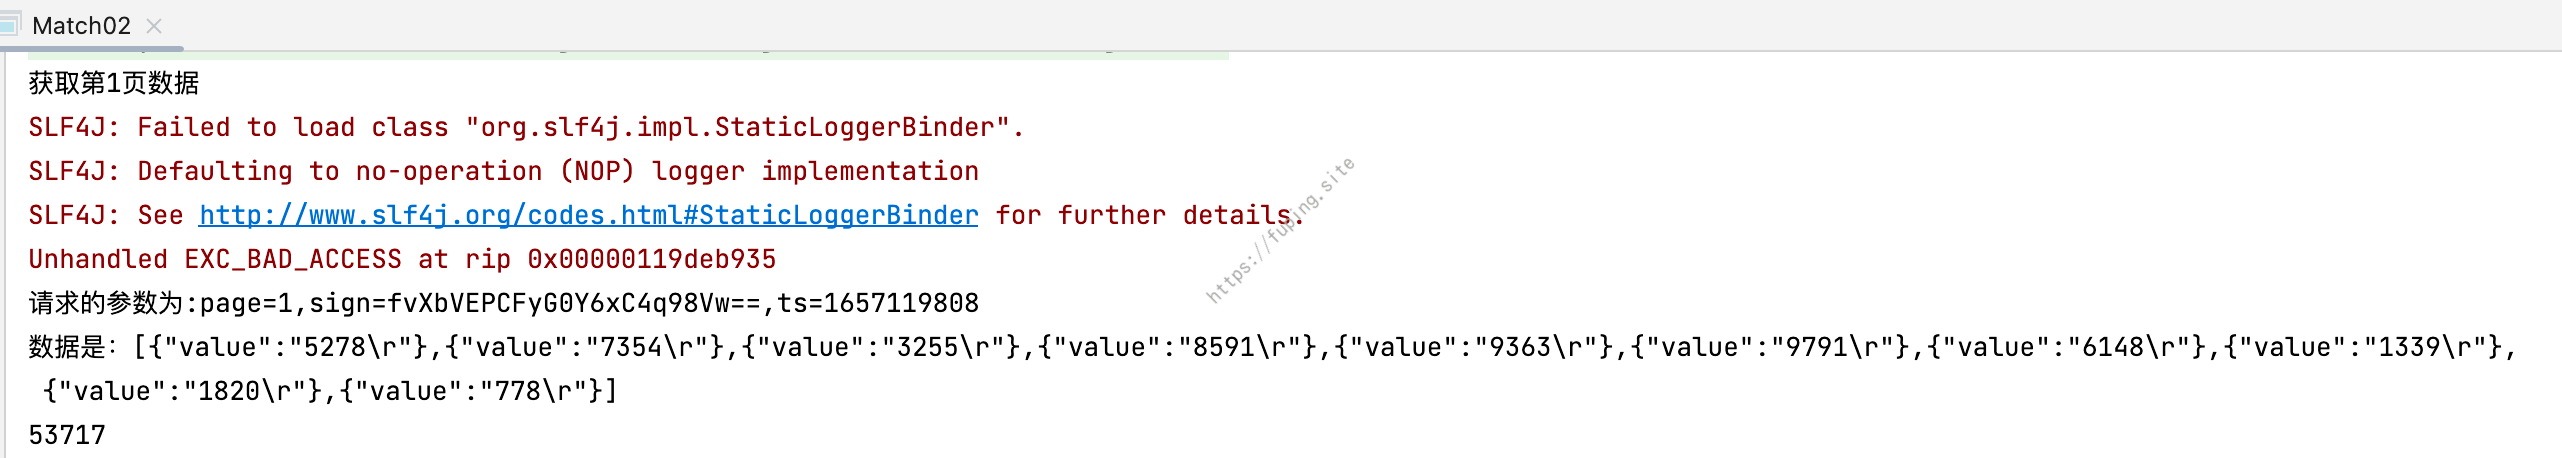 Match02
获取第1页数据
SLF4J: Failed to load class "org.slf4j.impl.StaticLoggerBinder".
SLF4J: Defaulting to no-operation (NOP) logger implementation
SLF4J: See http://www.slf4j.org/codes.html#StaticLoggerBinder for further details.
Unhandled EXC_BAD_ACCESS at rip 0x00000119deb935
请求的参数为:page=1,sign=fvXbVEPCFyG0Y6xC4q98Vw==,ts=1657119808
数据是：[{"value":"5278\r"},{"value":"7354\r"},{"value":"3255\r"},{"value":"8591\r"},{"value":"9363\r"},{"value":"9791\r"},{"value":"6148\r"},{"value":"1339\r"},
{"value":"1820\r"},{"value":"778\r"}]
53717
https://fuping.site